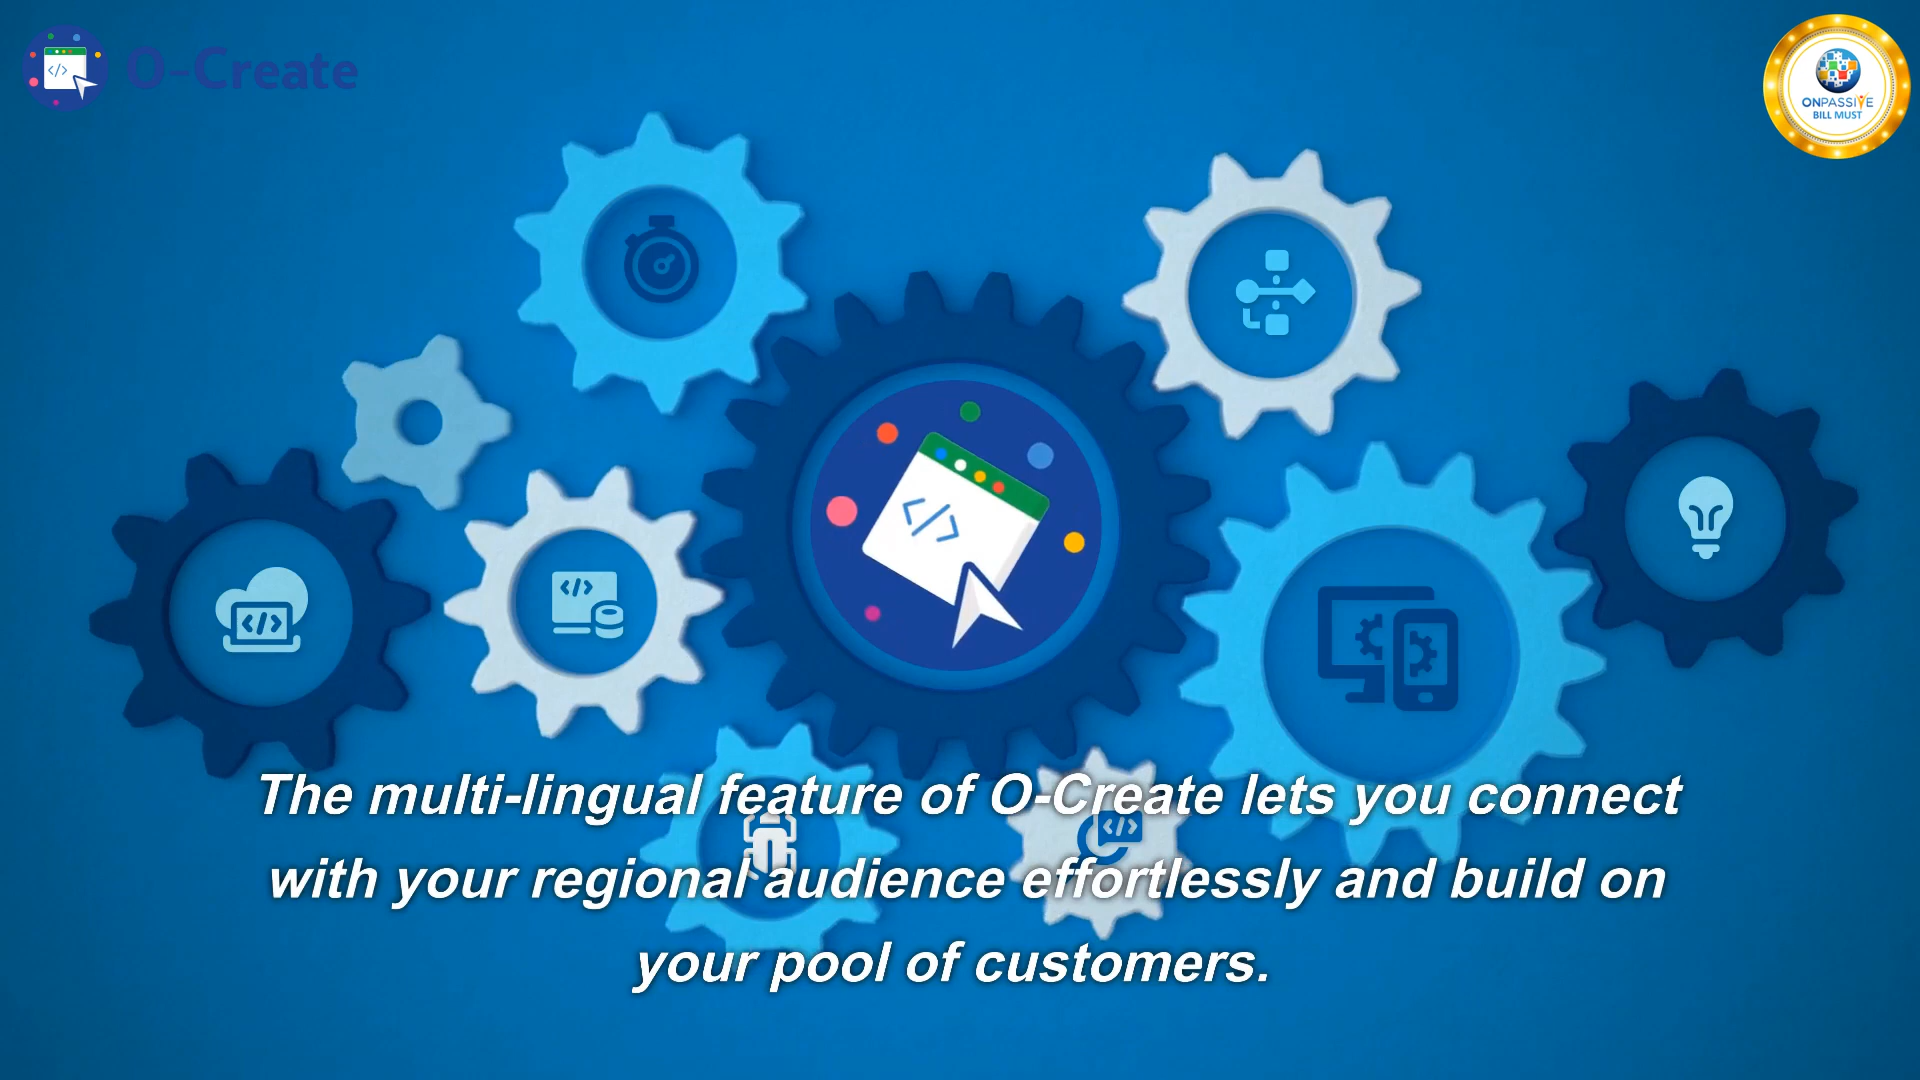 O-Create
ONPASSIVE
BILL MUST
</>
</>
</>
</>
</>
The multi-lingual feature of O-Create lets you connect
with your regional audience effortlessly and build on
your pool of customers.